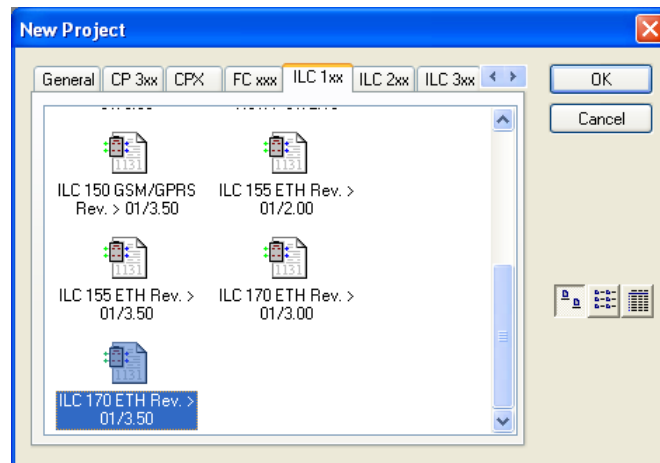 New Project
General CP 3xx CPX FC xxx ILC 1xx ILC 2xx ILC 3xx
OK
Cancel
ILC 150 GSM/GPRS
Rev. > 01/3.50
ILC 155 ETH Rev. >
01/2.00
ILC 155 ETH Rev. >
01/3.50
ILC 170 ETH Rev. >
01/3.00
ILC 170 ETH Rev. >
01/3.50